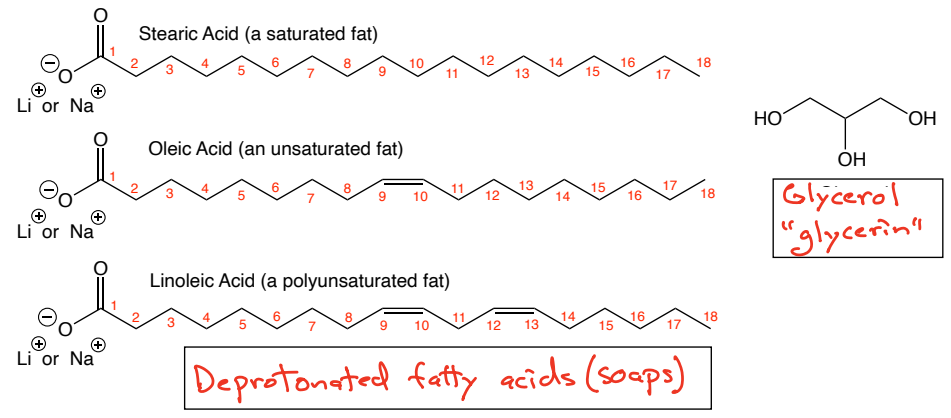 O
Stearic Acid (a saturated fat)
1 2 3 4 5 6 7 8 9 10 11 12 13 14 15 16 17 18
⊖
O
⊕ ⊕
Li or Na
O
Oleic Acid (an unsaturated fat)
1 2 3 4 5 6 7 8 9 10 11 12 13 14 15 16 17 18
⊖
O
⊕ ⊕
Li or Na
O
Linoleic Acid (a polyunsaturated fat)
1 2 3 4 5 6 7 8 9 10 11 12 13 14 15 16 17 18
⊖
O
⊕ ⊕
Li or Na
Deprotonated fatty acids (soaps)
HO OH
OH
Glycerol
"glycerin"